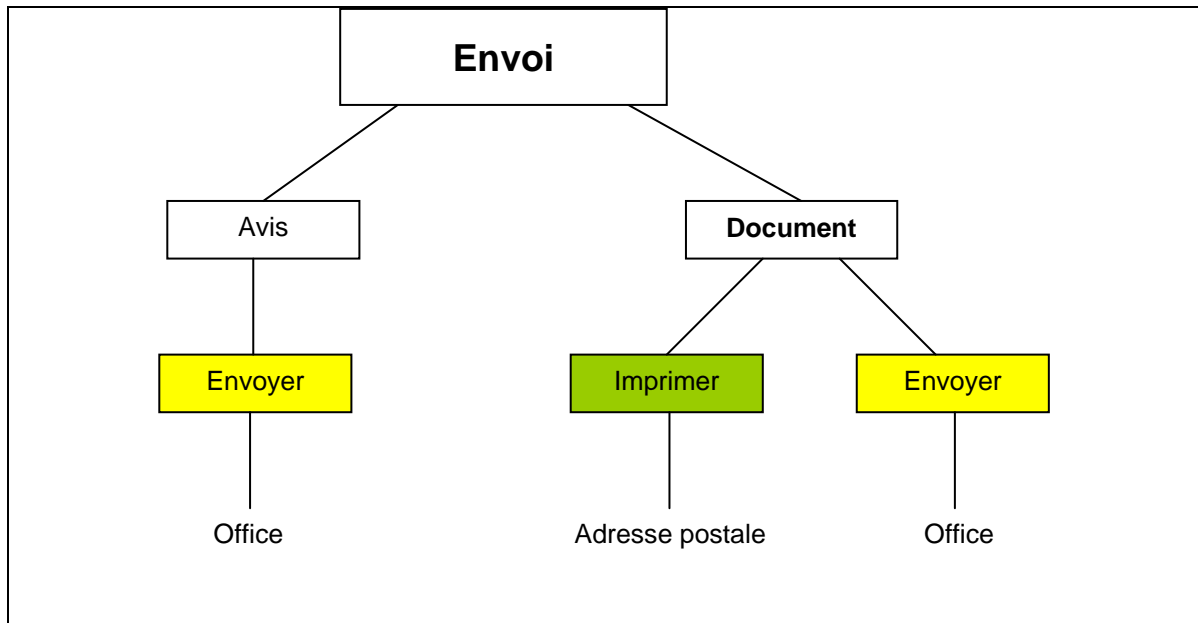 Envoi
Avis
Document
Envoyer
Imprimer
Envoyer
Office
Adresse postale
Office